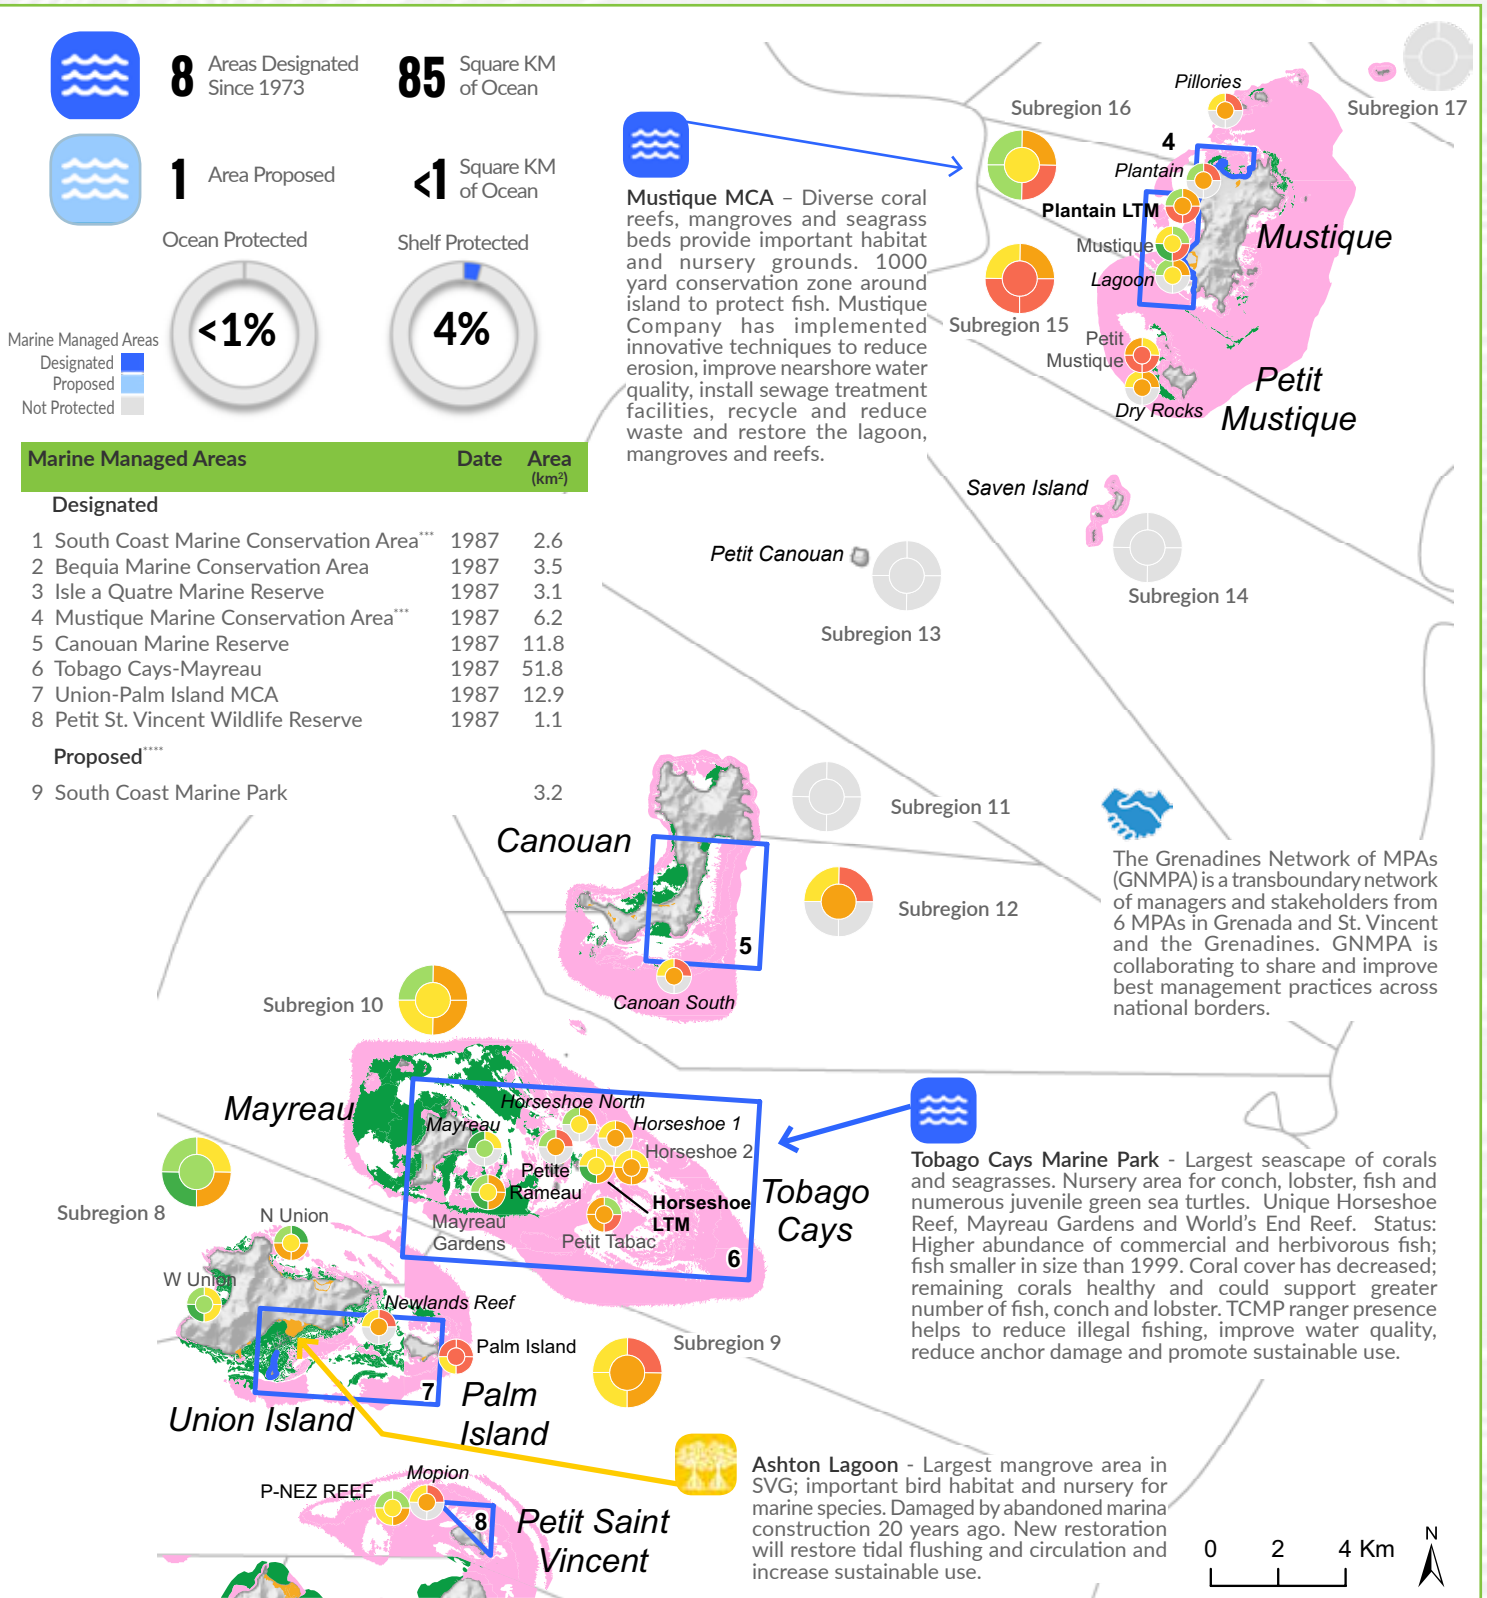 8 Areas Designated
Since 1973
85 Square KM
of Ocean
1 Area Proposed
<1 Square KM
of Ocean
Ocean Protected
Shelf Protected
<1%
4%
Marine Managed Areas
Designated
Proposed
Not Protected
Marine Managed Areas Date Area
(km²)
Designated
1 South Coast Marine Conservation Area*** 1987 2.6
2 Bequia Marine Conservation Area 1987 3.5
3 Isle a Quatre Marine Reserve 1987 3.1
4 Mustique Marine Conservation Area*** 1987 6.2
5 Canouan Marine Reserve 1987 11.8
6 Tobago Cays-Mayreau 1987 51.8
7 Union-Palm Island MCA 1987 12.9
8 Petit St. Vincent Wildlife Reserve 1987 1.1
Proposed****
9 South Coast Marine Park 3.2
Mustique MCA – Diverse coral
reefs, mangroves and seagrass
beds provide important habitat
and nursery grounds. 1000
yard conservation zone around
island to protect fish. Mustique
Company has implemented
innovative techniques to reduce
erosion, improve nearshore water
quality, install sewage treatment
facilities, recycle and reduce
waste and restore the lagoon,
mangroves and reefs.
Subregion 16
Subregion 17
Pillories
4
Plantain
Plantain LTM
Mustique
Lagoon
Mustique
Subregion 15
Petit
Mustique
Dry Rocks
Petit
Mustique
Saven Island
Subregion 14
Petit Canouan
Subregion 13
Canouan
Subregion 11
Subregion 12
5
Canoan South
The Grenadines Network of MPAs
(GNMPA) is a transboundary network
of managers and stakeholders from
6 MPAs in Grenada and St. Vincent
and the Grenadines. GNMPA is
collaborating to share and improve
best management practices across
national borders.
Subregion 10
Mayreau
Horseshoe North
Mayreau
Horseshoe 1
Horseshoe 2
Petite
Rameau
Horseshoe
LTM
Mayreau
Gardens
Petit Tabac
6
Tobago
Cays
Tobago Cays Marine Park - Largest seascape of corals
and seagrasses. Nursery area for conch, lobster, fish and
numerous juvenile green sea turtles. Unique Horseshoe
Reef, Mayreau Gardens and World's End Reef. Status:
Higher abundance of commercial and herbivorous fish;
fish smaller in size than 1999. Coral cover has decreased;
remaining corals healthy and could support greater
number of fish, conch and lobster. TCMP ranger presence
helps to reduce illegal fishing, improve water quality,
reduce anchor damage and promote sustainable use.
Subregion 8
N Union
W Union
Newlands Reef
Palm Island
Subregion 9
7
Union Island
Palm
Island
Ashton Lagoon - Largest mangrove area in
SVG; important bird habitat and nursery for
marine species. Damaged by abandoned marina
construction 20 years ago. New restoration
will restore tidal flushing and circulation and
increase sustainable use.
Mopion
P-NEZ REEF
8
Petit Saint
Vincent
0 2 4 Km
N